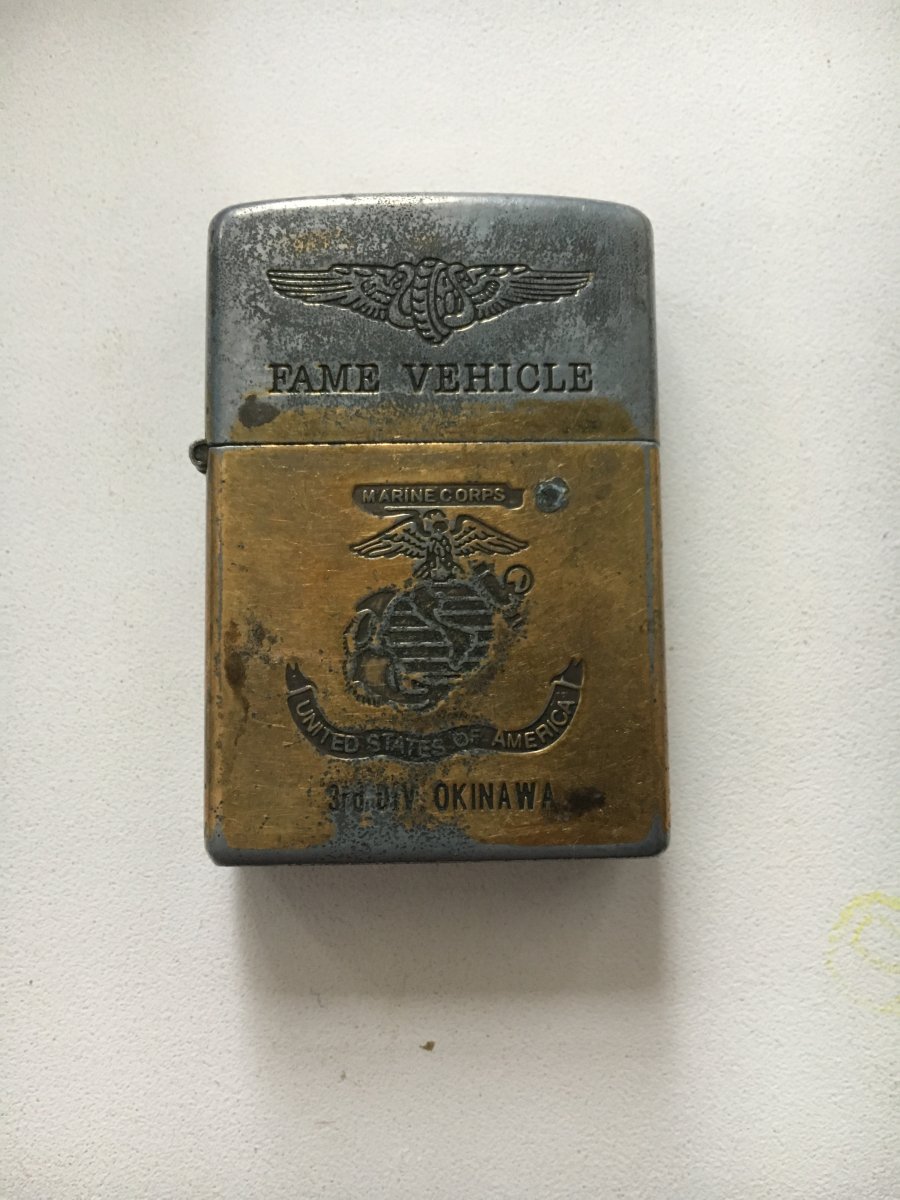 FAME VEHICLE
MARINE CORPS
UNITED STATES OF AMERICA
3rd DIV. OKINAWA